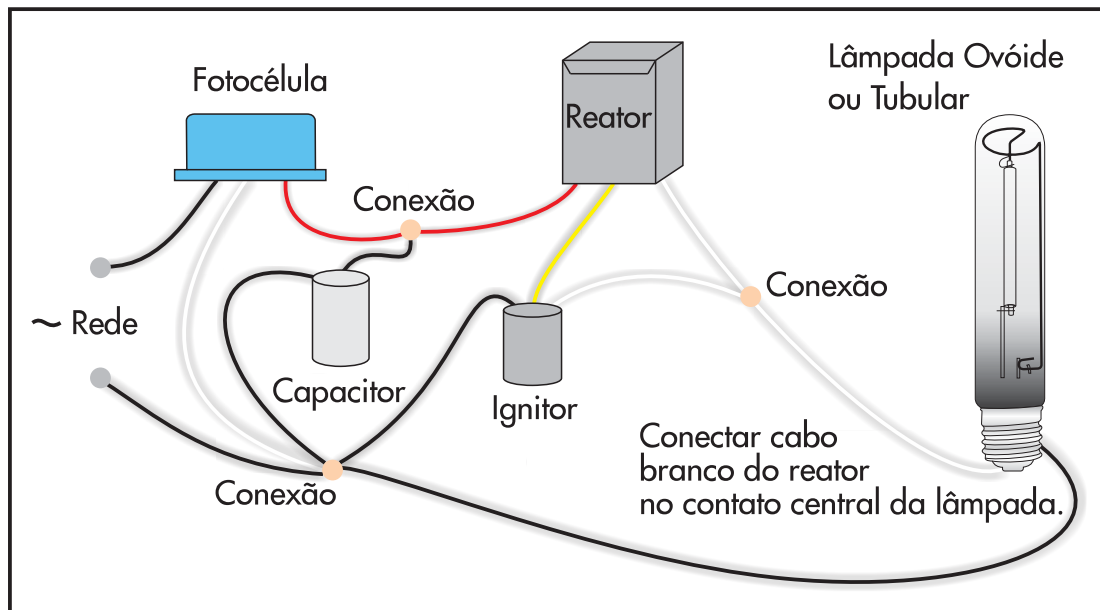 Fotocélula
Reator
Lâmpada Ovóide
ou Tubular
Conexão
Conexão
~ Rede
Capacitor
Ignitor
Conectar cabo
branco do reator
no contato central da lâmpada.
Conexão